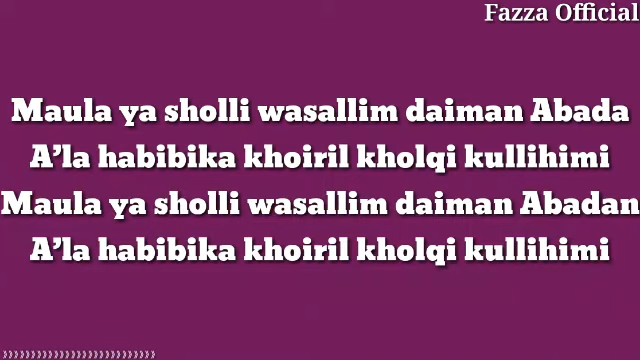 Fazza Official
Maula ya sholli wasallim daiman Abada
A’la habibika khoiril kholqi kullihimi
Maula ya sholli wasallim daiman Abadan
A’la habibika khoiril kholqi kullihimi